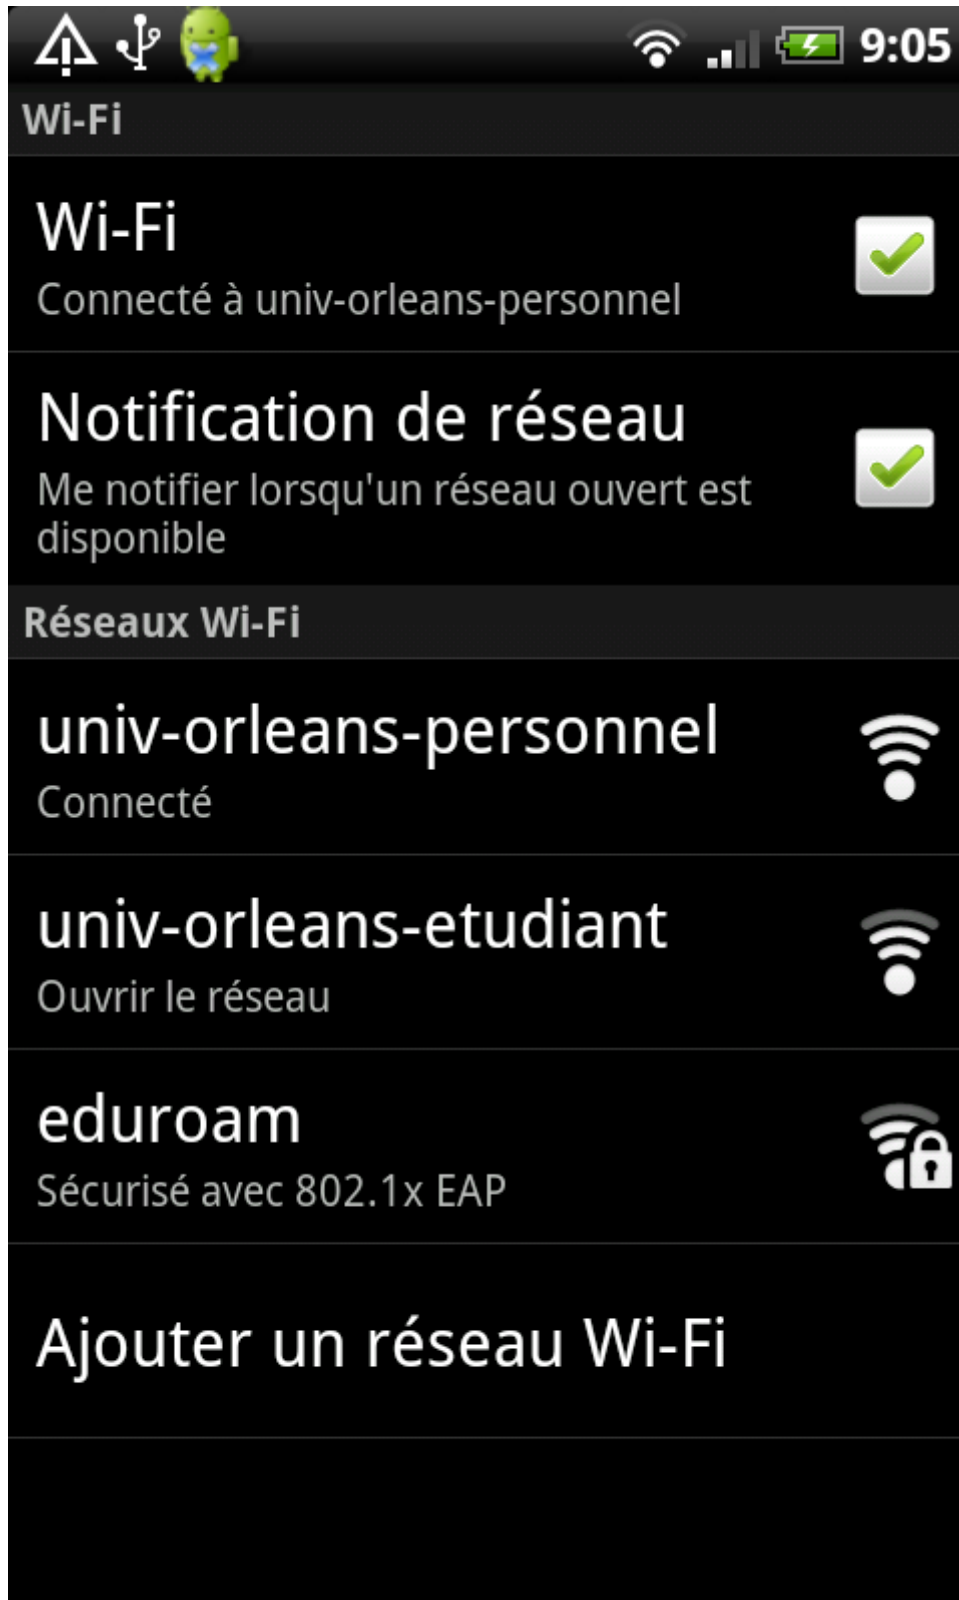 9:05
Wi-Fi
Wi-Fi
Connecté à univ-orleans-personnel
Notification de réseau
Me notifier lorsqu'un réseau ouvert est
disponible
Réseaux Wi-Fi
univ-orleans-personnel
Connecté
univ-orleans-etudiant
Ouvrir le réseau
eduroam
Sécurisé avec 802.1x EAP
Ajouter un réseau Wi-Fi